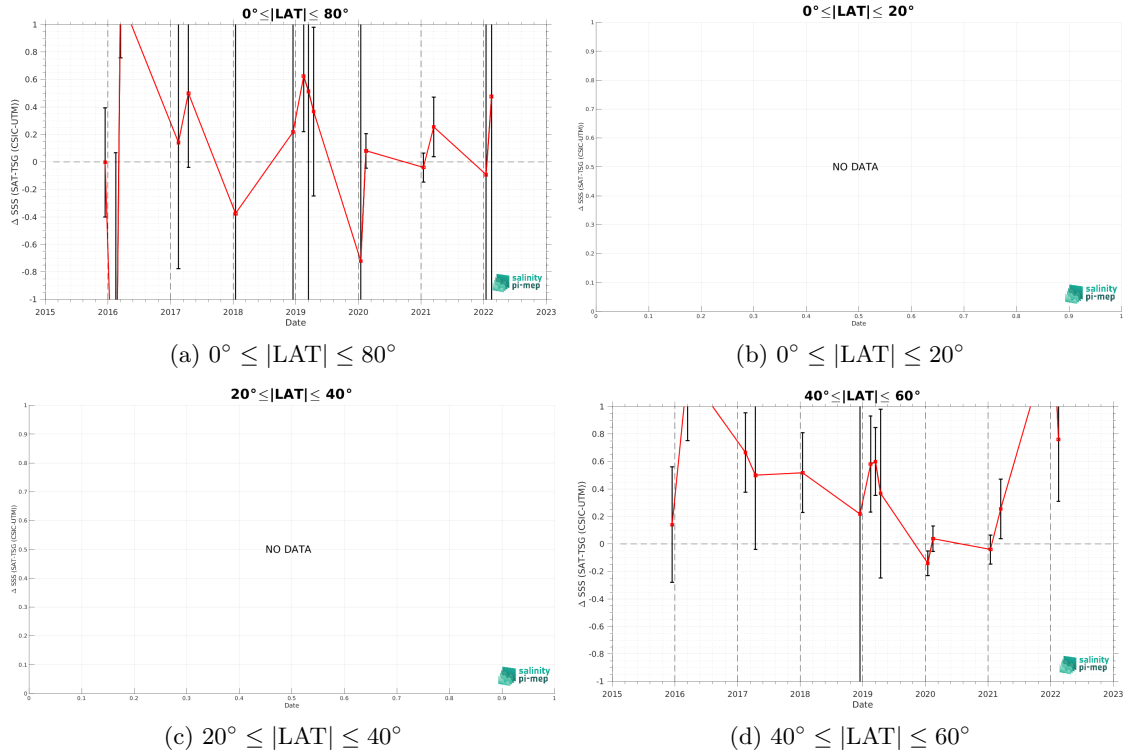 0°≤|LAT|≤ 80°
Δ SSS (SAT-TSG (CSIC-UTM))
1
0.8
0.6
0.4
0.2
0
-0.2
-0.4
-0.6
-0.8
-1
2015 2016 2017 2018 2019 2020 2021 2022 2023
Date
salinity
pi-mep
(a) 0° ≤ |LAT| ≤ 80°
0°≤|LAT|≤ 20°
Δ SSS (SAT-TSG (CSIC-UTM))
1
0.9
0.8
0.7
0.6
0.5
0.4
0.3
0.2
0.1
0
NO DATA
0 0.1 0.2 0.3 0.4 0.5 0.6 0.7 0.8 0.9 1
Date
salinity
pi-mep
(b) 0° ≤ |LAT| ≤ 20°
20°≤|LAT|≤ 40°
Δ SSS (SAT-TSG (CSIC-UTM))
1
0.9
0.8
0.7
0.6
0.5
0.4
0.3
0.2
0.1
0
NO DATA
0 0.1 0.2 0.3 0.4 0.5 0.6 0.7 0.8 0.9 1
Date
salinity
pi-mep
(c) 20° ≤ |LAT| ≤ 40°
40°≤|LAT|≤ 60°
Δ SSS (SAT-TSG (CSIC-UTM))
1
0.8
0.6
0.4
0.2
0
-0.2
-0.4
-0.6
-0.8
-1
2015 2016 2017 2018 2019 2020 2021 2022 2023
Date
salinity
pi-mep
(d) 40° ≤ |LAT| ≤ 60°